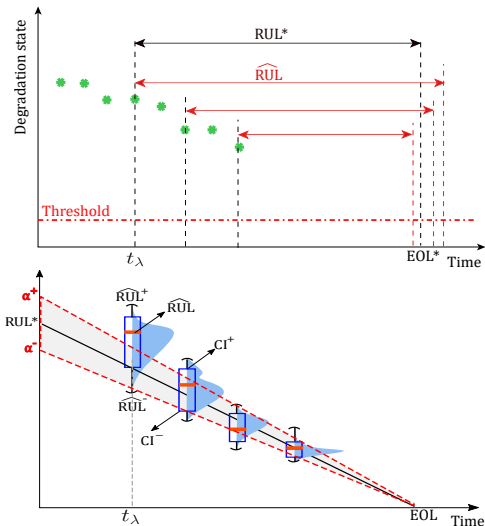 Degradation state
RUL*
R͡UL
Threshold
t_λ
EOL*
Time
α⁺
RUL*
α⁻
R͡UL⁺
R͡UL
CI⁺
R͡UL⁻
CI⁻
t_λ
EOL
Time